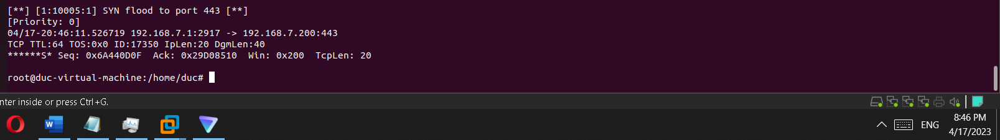 [**] [1:10005:1] SYN flood to port 443 [**]
[Priority: 0]
04/17-20:46:11.526719 192.168.7.1:2917 -> 192.168.7.200:443
TCP TTL:64 TOS:0x0 ID:17350 IpLen:20 DgmLen:40
******S* Seq: 0x6A440D0F  Ack: 0x29D08510  Win: 0x200  TcpLen: 20
root@duc-virtual-machine:/home/duc#
nter inside or press Ctrl+G.
W
ENG
8:46 PM
4/17/2023